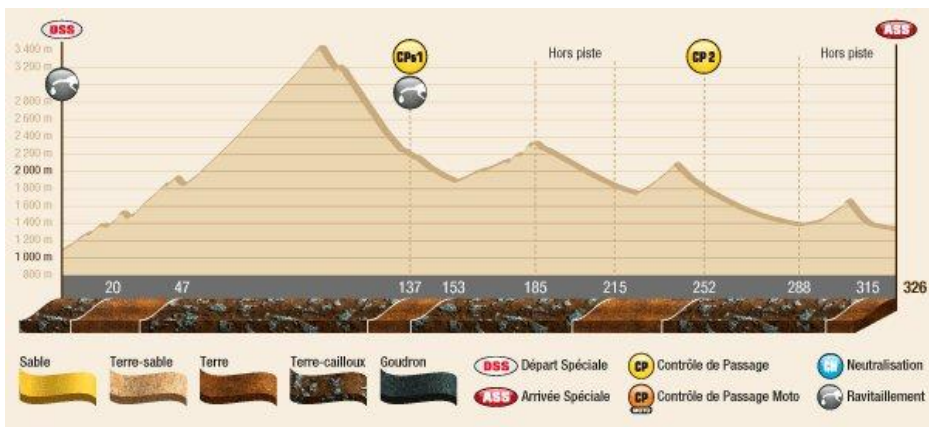 DSS
ASS
3 400 m
3 200 m
2 800 m
2 600 m
2 400 m
2 200 m
2 000 m
1 800 m
1 600 m
1 400 m
1 200 m
1 000 m
800 m
CPs1
Hors piste
CP 2
Hors piste
20
47
137
153
185
215
252
288
315
326
Sable
Terre-sable
Terre
Terre-cailloux
Goudron
DSS Départ Spéciale
CP Contrôle de Passage
Neutralisation
ASS Arrivée Spéciale
CP MOTO Contrôle de Passage Moto
Ravitaillement